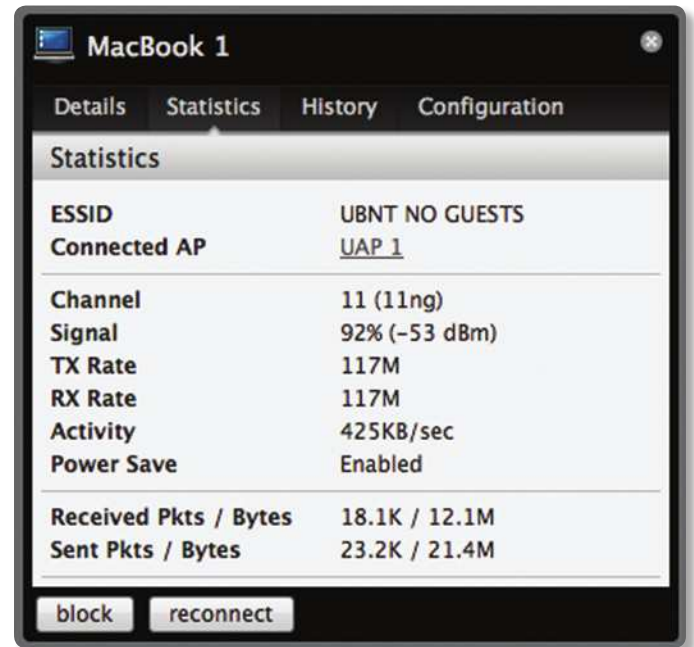 MacBook 1
Details Statistics History Configuration
Statistics
ESSID UBNT NO GUESTS
Connected AP UAP 1
Channel 11 (11ng)
Signal 92% (-53 dBm)
TX Rate 117M
RX Rate 117M
Activity 425KB/sec
Power Save Enabled
Received Pkts / Bytes 18.1K / 12.1M
Sent Pkts / Bytes 23.2K / 21.4M
block reconnect